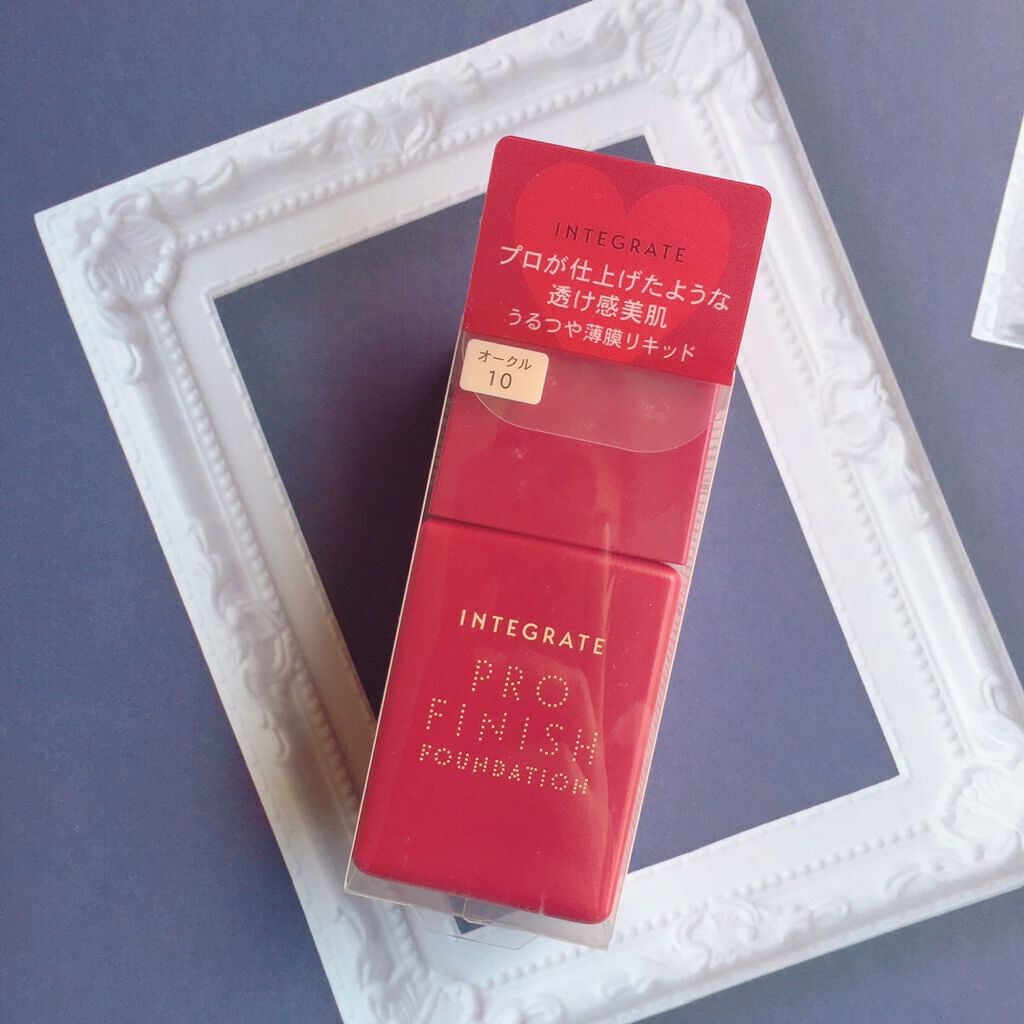 INTEGRATE
プロが仕上げたような
透け感美肌
うるつや薄膜リキッド
オークル
10
INTEGRATE
PRO
FINISH
FOUNDATION